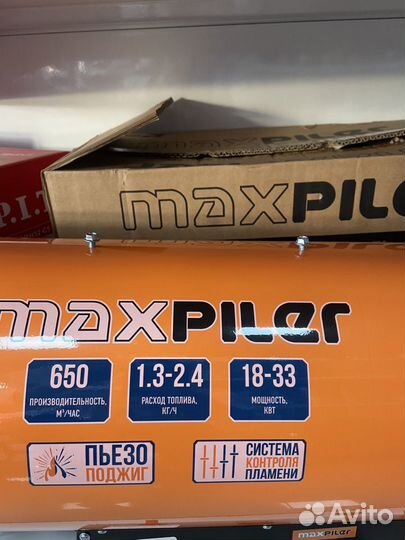 P.I.T
maxPIL
maxPILer
650
ПРОИЗВОДИТЕЛЬНОСТЬ,
М³/ЧАС
1.3-2.4
РАСХОД ТОПЛИВА,
КГ/Ч
18-33
МОЩНОСТЬ,
КВТ
ПЬЕЗО
ПОДЖИГ
СИСТЕМА
КОНТРОЛЯ
ПЛАМЕНИ
maxPILer
Avito